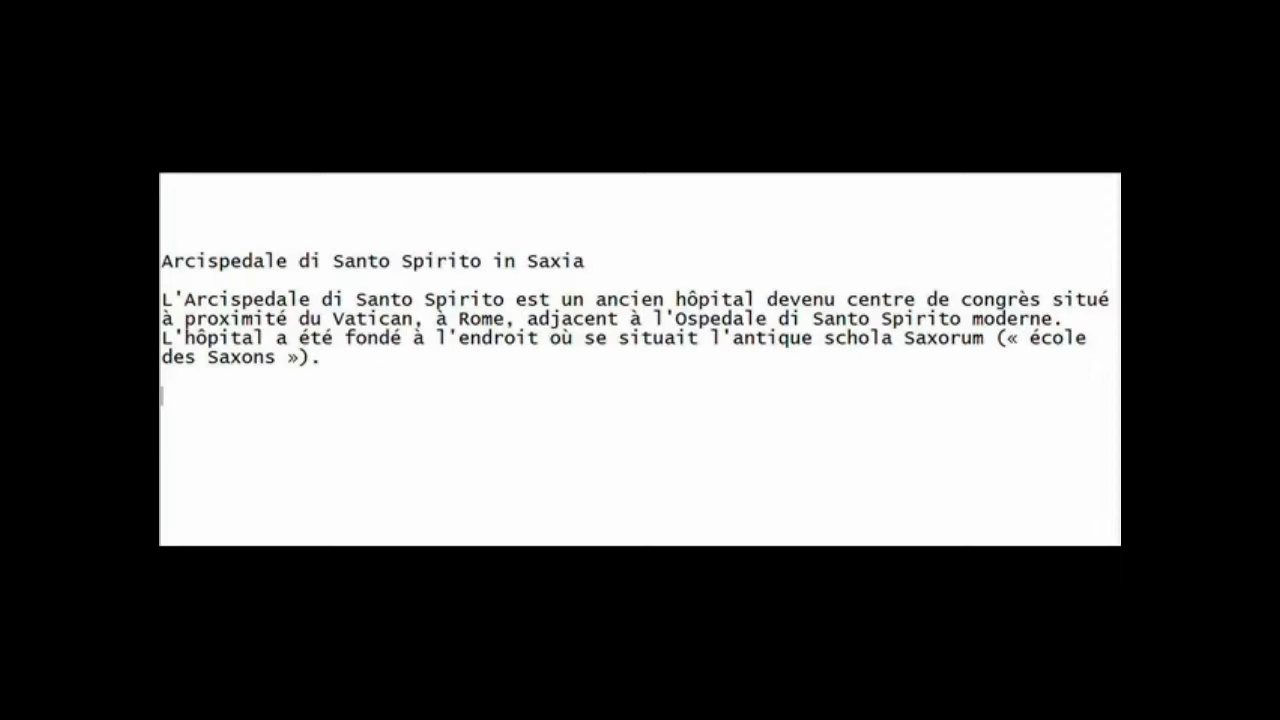 Arcispedale di Santo Spirito in Saxia
L'Arcispedale di Santo Spirito est un ancien hôpital devenu centre de congrès situé
à proximité du Vatican, à Rome, adjacent à l'Ospedale di Santo Spirito moderne.
L'hôpital a été fondé à l'endroit où se situait l'antique schola Saxorum (« école
des Saxons »).